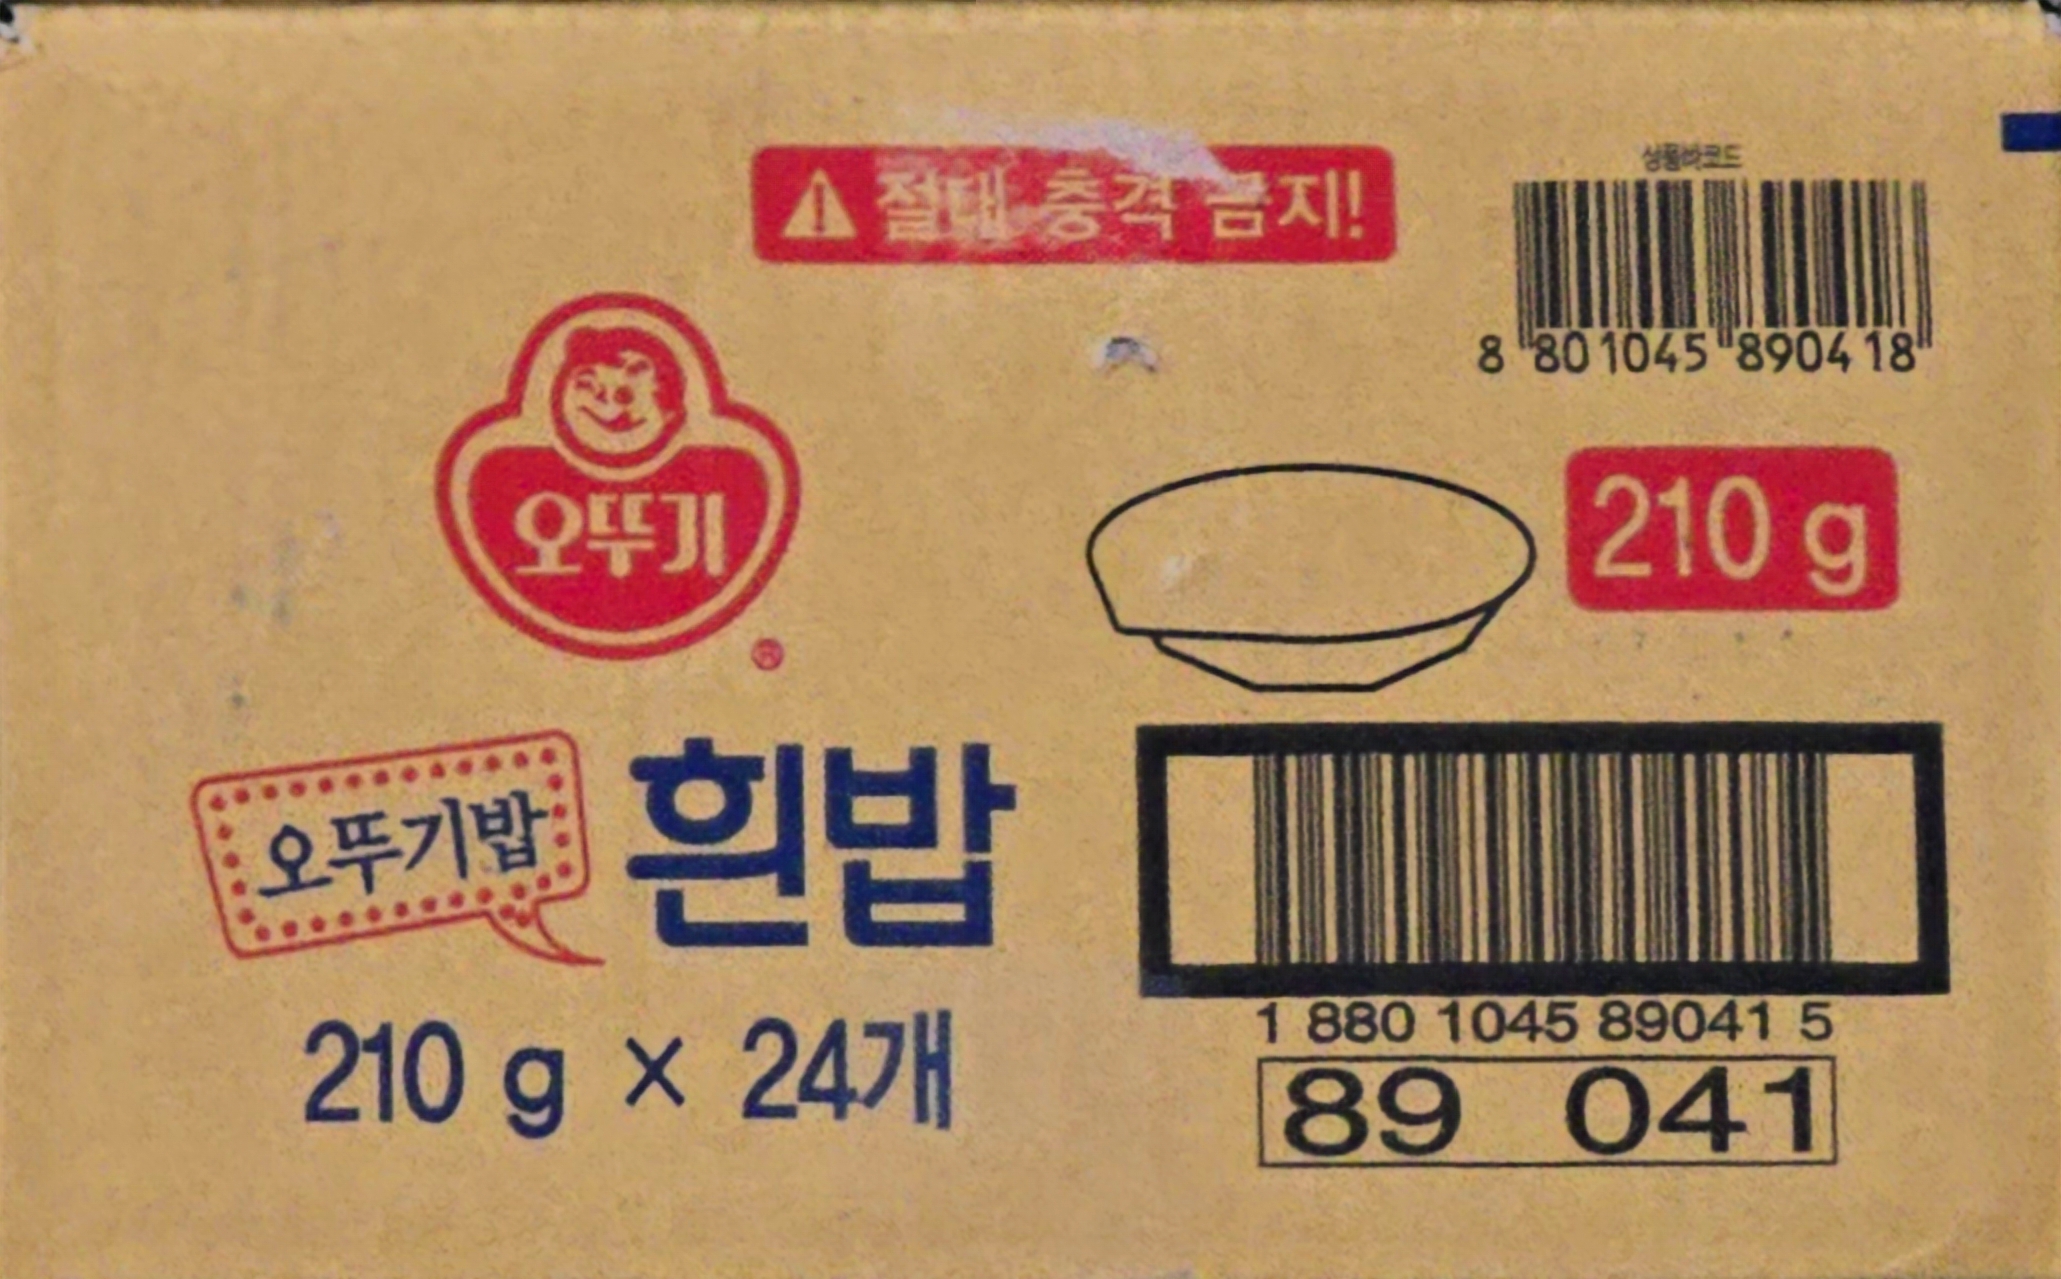 절대 충격 금지!
상품바코드
8 801045 890418
오뚜기
210 g
오뚜기밥
흰밥
210 g × 24개
1 880 1045 89041 5
89 041